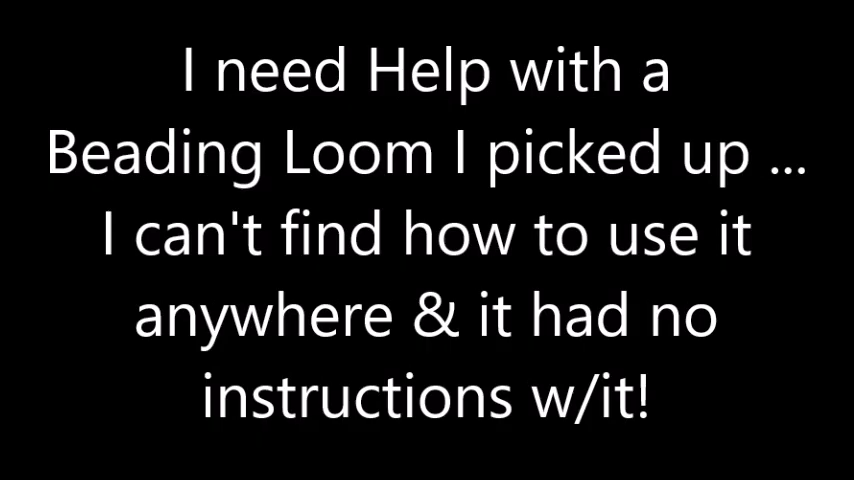 I need Help with a
Beading Loom I picked up ...
I can't find how to use it
anywhere & it had no
instructions w/it!